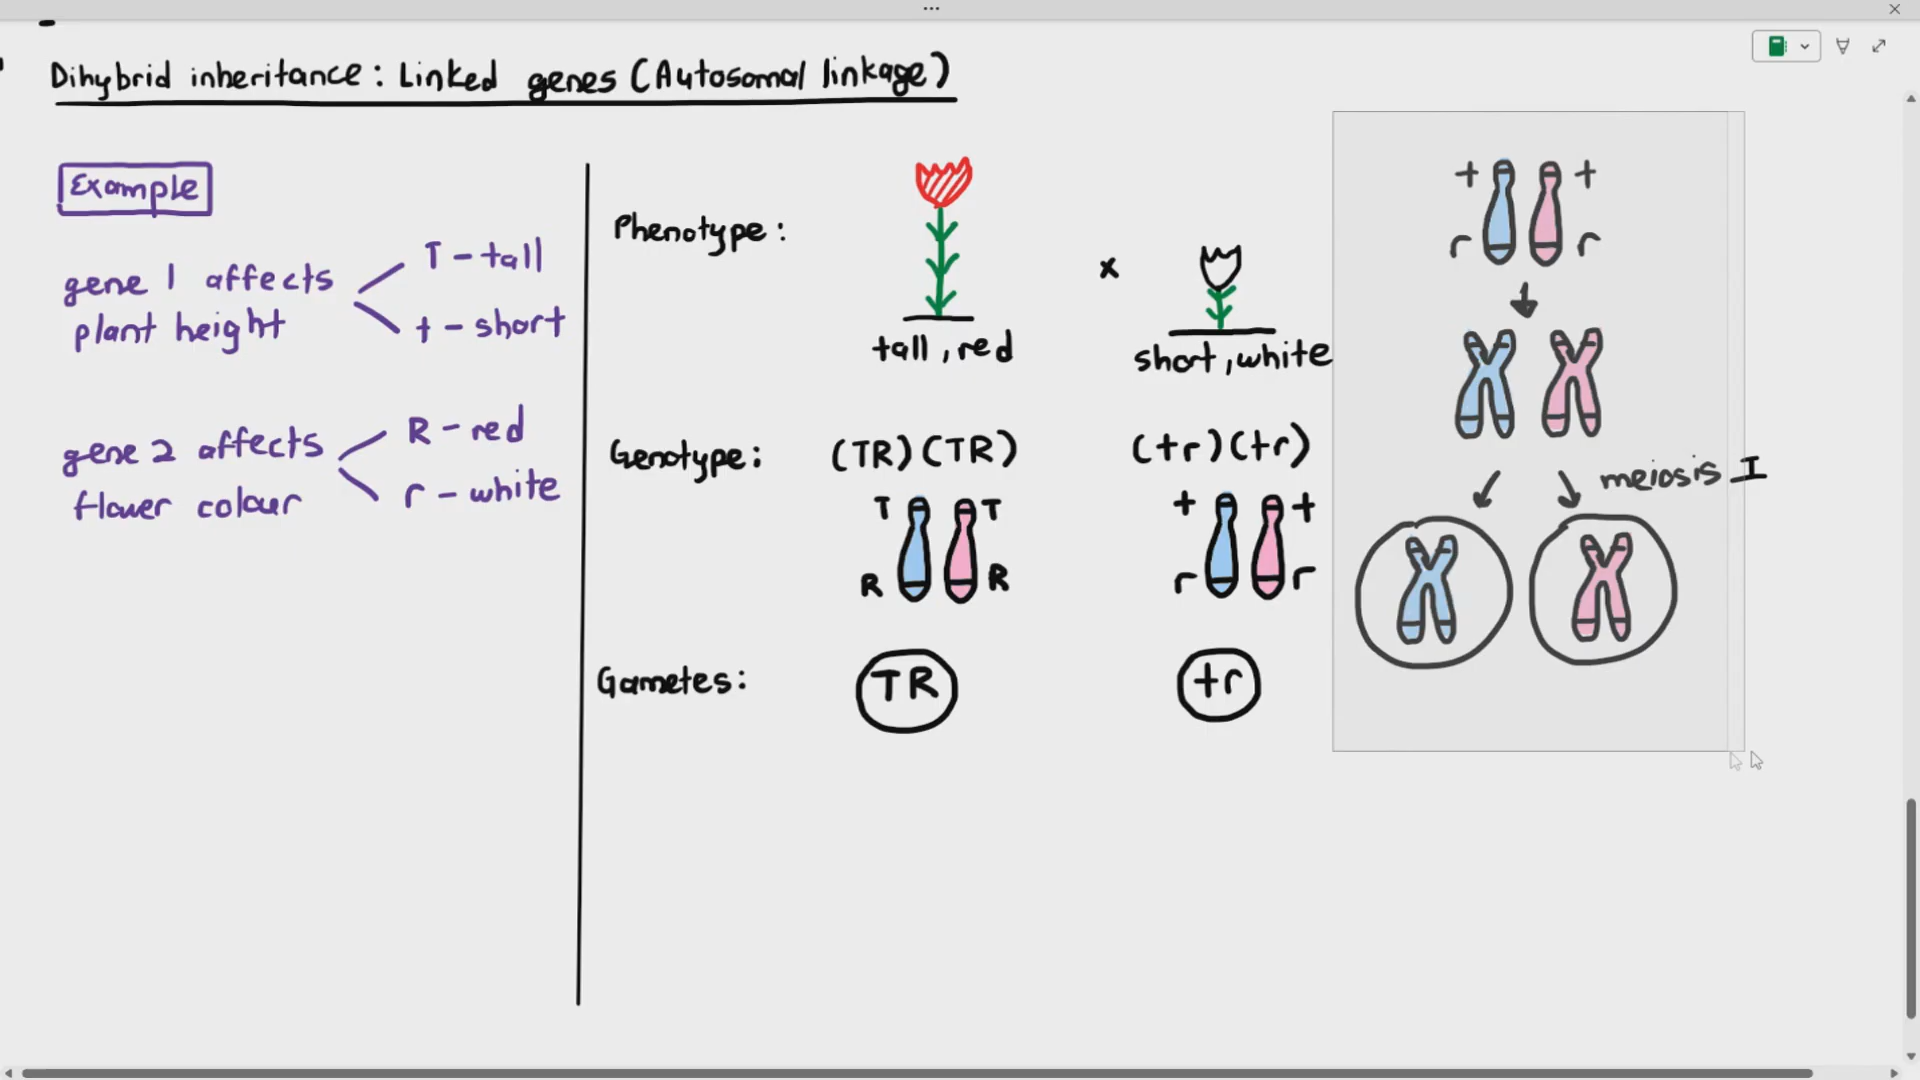 Dihybrid inheritance: Linked genes (Autosomal linkage)
Example
gene 1 affects
plant height
T - tall
t - short
gene 2 affects
flower colour
R - red
r - white
Phenotype:
tall, red
x
short, white
Genotype: (TR)(TR) (tr)(tr)
T T t t
R R r r
Gametes: TR tr
t t
r r
meiosis I